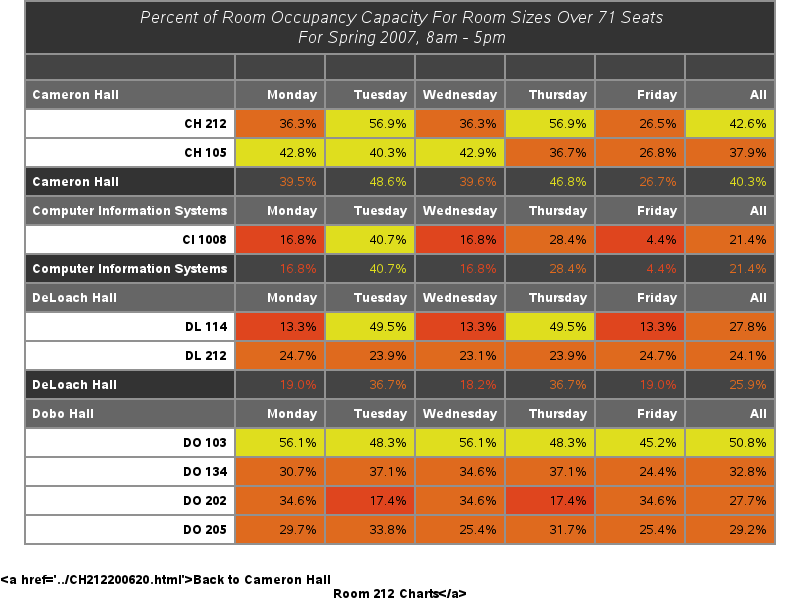 Percent of Room Occupancy Capacity For Room Sizes Over 71 Seats
For Spring 2007, 8am - 5pm
Cameron Hall Monday Tuesday Wednesday Thursday Friday All
CH 212 36.3% 56.9% 36.3% 56.9% 26.5% 42.6%
CH 105 42.8% 40.3% 42.9% 36.7% 26.8% 37.9%
Cameron Hall 39.5% 48.6% 39.6% 46.8% 26.7% 40.3%
Computer Information Systems Monday Tuesday Wednesday Thursday Friday All
CI 1008 16.8% 40.7% 16.8% 28.4% 4.4% 21.4%
Computer Information Systems 16.8% 40.7% 16.8% 28.4% 4.4% 21.4%
DeLoach Hall Monday Tuesday Wednesday Thursday Friday All
DL 114 13.3% 49.5% 13.3% 49.5% 13.3% 27.8%
DL 212 24.7% 23.9% 23.1% 23.9% 24.7% 24.1%
DeLoach Hall 19.0% 36.7% 18.2% 36.7% 19.0% 25.9%
Dobo Hall Monday Tuesday Wednesday Thursday Friday All
DO 103 56.1% 48.3% 56.1% 48.3% 45.2% 50.8%
DO 134 30.7% 37.1% 34.6% 37.1% 24.4% 32.8%
DO 202 34.6% 17.4% 34.6% 17.4% 34.6% 27.7%
DO 205 29.7% 33.8% 25.4% 31.7% 25.4% 29.2%
<a href='../CH212200620.html'>Back to Cameron Hall
Room 212 Charts</a>